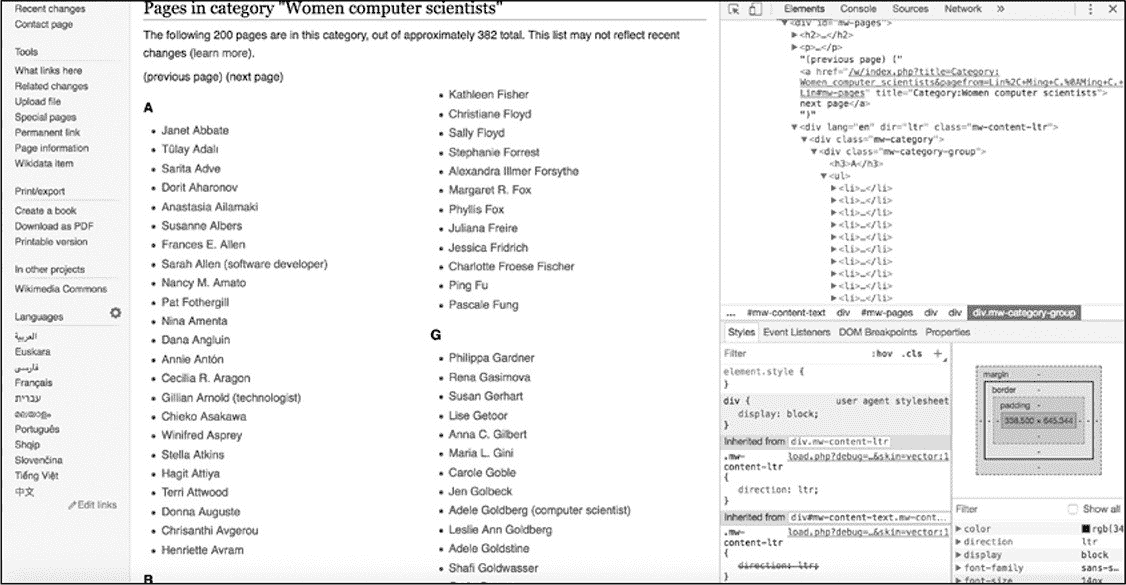 Recent changes
Contact page
Tools
What links here
Related changes
Upload file
Special pages
Permanent link
Page information
Wikidata item
Print/export
Create a book
Download as PDF
Printable version
In other projects
Wikimedia Commons
Languages
العربية
Euskara
فارسی
Français
עברית
മലയാളം
Português
Shqip
Slovenčina
Tiếng Việt
中文
Edit links
Pages in category "Women computer scientists"
The following 200 pages are in this category, out of approximately 382 total. This list may not reflect recent
changes (learn more).
(previous page) (next page)
A
• Janet Abbate
• Tülay Adalı
• Sarita Adve
• Dorit Aharonov
• Anastasia Ailamaki
• Susanne Albers
• Frances E. Allen
• Sarah Allen (software developer)
• Nancy M. Amato
• Pat Fothergill
• Nina Amenta
• Dana Angluin
• Annie Antón
• Cecilia R. Aragon
• Gillian Arnold (technologist)
• Chieko Asakawa
• Winifred Asprey
• Stella Atkins
• Hagit Attiya
• Terri Attwood
• Donna Auguste
• Chrisanthi Avgerou
• Henriette Avram
B
• Kathleen Fisher
• Christiane Floyd
• Sally Floyd
• Stephanie Forrest
• Alexandra Illmer Forsythe
• Margaret R. Fox
• Phyllis Fox
• Juliana Freire
• Jessica Fridrich
• Charlotte Froese Fischer
• Ping Fu
• Pascale Fung
G
• Philippa Gardner
• Rena Gasimova
• Susan Gerhart
• Lise Getoor
• Anna C. Gilbert
• Maria L. Gini
• Carole Goble
• Jen Golbeck
• Adele Goldberg (computer scientist)
• Leslie Ann Goldberg
• Adele Goldstine
• Shafi Goldwasser
Elements Console Sources Network »
▼<div id="mw-pages">
▶<h2>…</h2>
▶<p>…</p>
"(previous page) ("
<a href="/w/index.php?title=Category:
Women_computer_scientists&pagefrom=Lin%2C+Ming+C.%0AMing+C.+
Lin#mw-pages" title="Category:Women computer scientists">
next page</a>
")"
▼<div lang="en" dir="ltr" class="mw-content-ltr">
▼<div class="mw-category">
▼<div class="mw-category-group">
<h3>A</h3>
▼<ul>
▶<li>…</li>
▶<li>…</li>
▶<li>…</li>
▶<li>…</li>
▶<li>…</li>
▶<li>…</li>
▶<li>…</li>
▶<li>…</li>
▶<li>…</li>
▶<li>…</li>
... #mw-content-text div #mw-pages div div div.mw-category-group
Styles Event Listeners DOM Breakpoints Properties
Filter :hov .cls +
element.style {
}
div { user agent stylesheet
display: block;
}
Inherited from div.mw-content-ltr
.mw- load.php?debug=…&skin=vector:1
content-ltr
{
direction: ltr;
}
Inherited from div#mw-content-text.mw-cont...
.mw- load.php?debug=…&skin=vector:1
content-ltr
{
direction: ltr;
}
margin -
border -
padding -
338.500 × 645.344
Filter Show all
▶ color rgb(34
▶ direction ltr
▶ display block
▶ font-family sans-s…
▶ font-size 14px